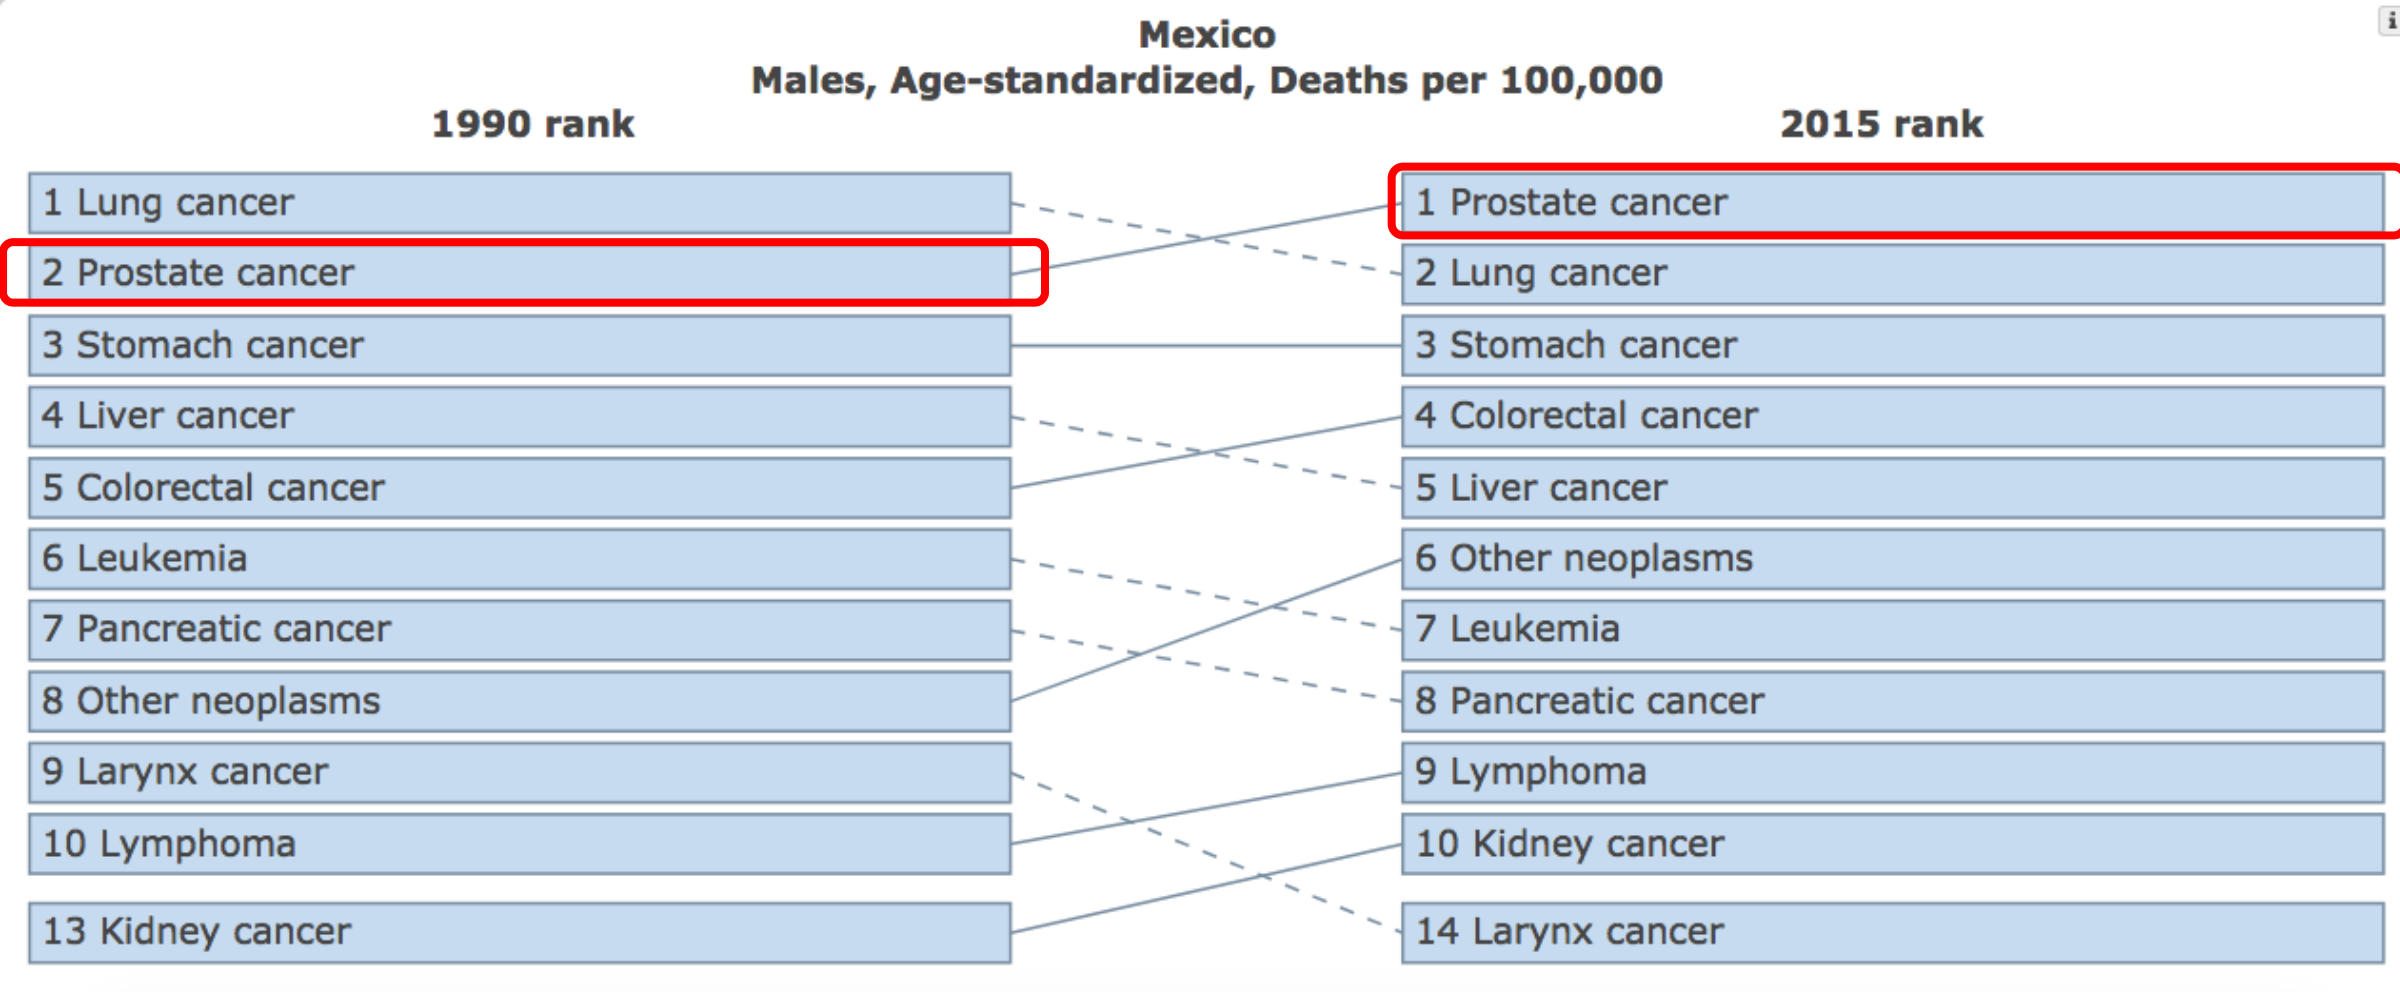 i
Mexico
Males, Age-standardized, Deaths per 100,000
1990 rank
2015 rank
1 Lung cancer
2 Prostate cancer
3 Stomach cancer
4 Liver cancer
5 Colorectal cancer
6 Leukemia
7 Pancreatic cancer
8 Other neoplasms
9 Larynx cancer
10 Lymphoma
13 Kidney cancer
1 Prostate cancer
2 Lung cancer
3 Stomach cancer
4 Colorectal cancer
5 Liver cancer
6 Other neoplasms
7 Leukemia
8 Pancreatic cancer
9 Lymphoma
10 Kidney cancer
14 Larynx cancer